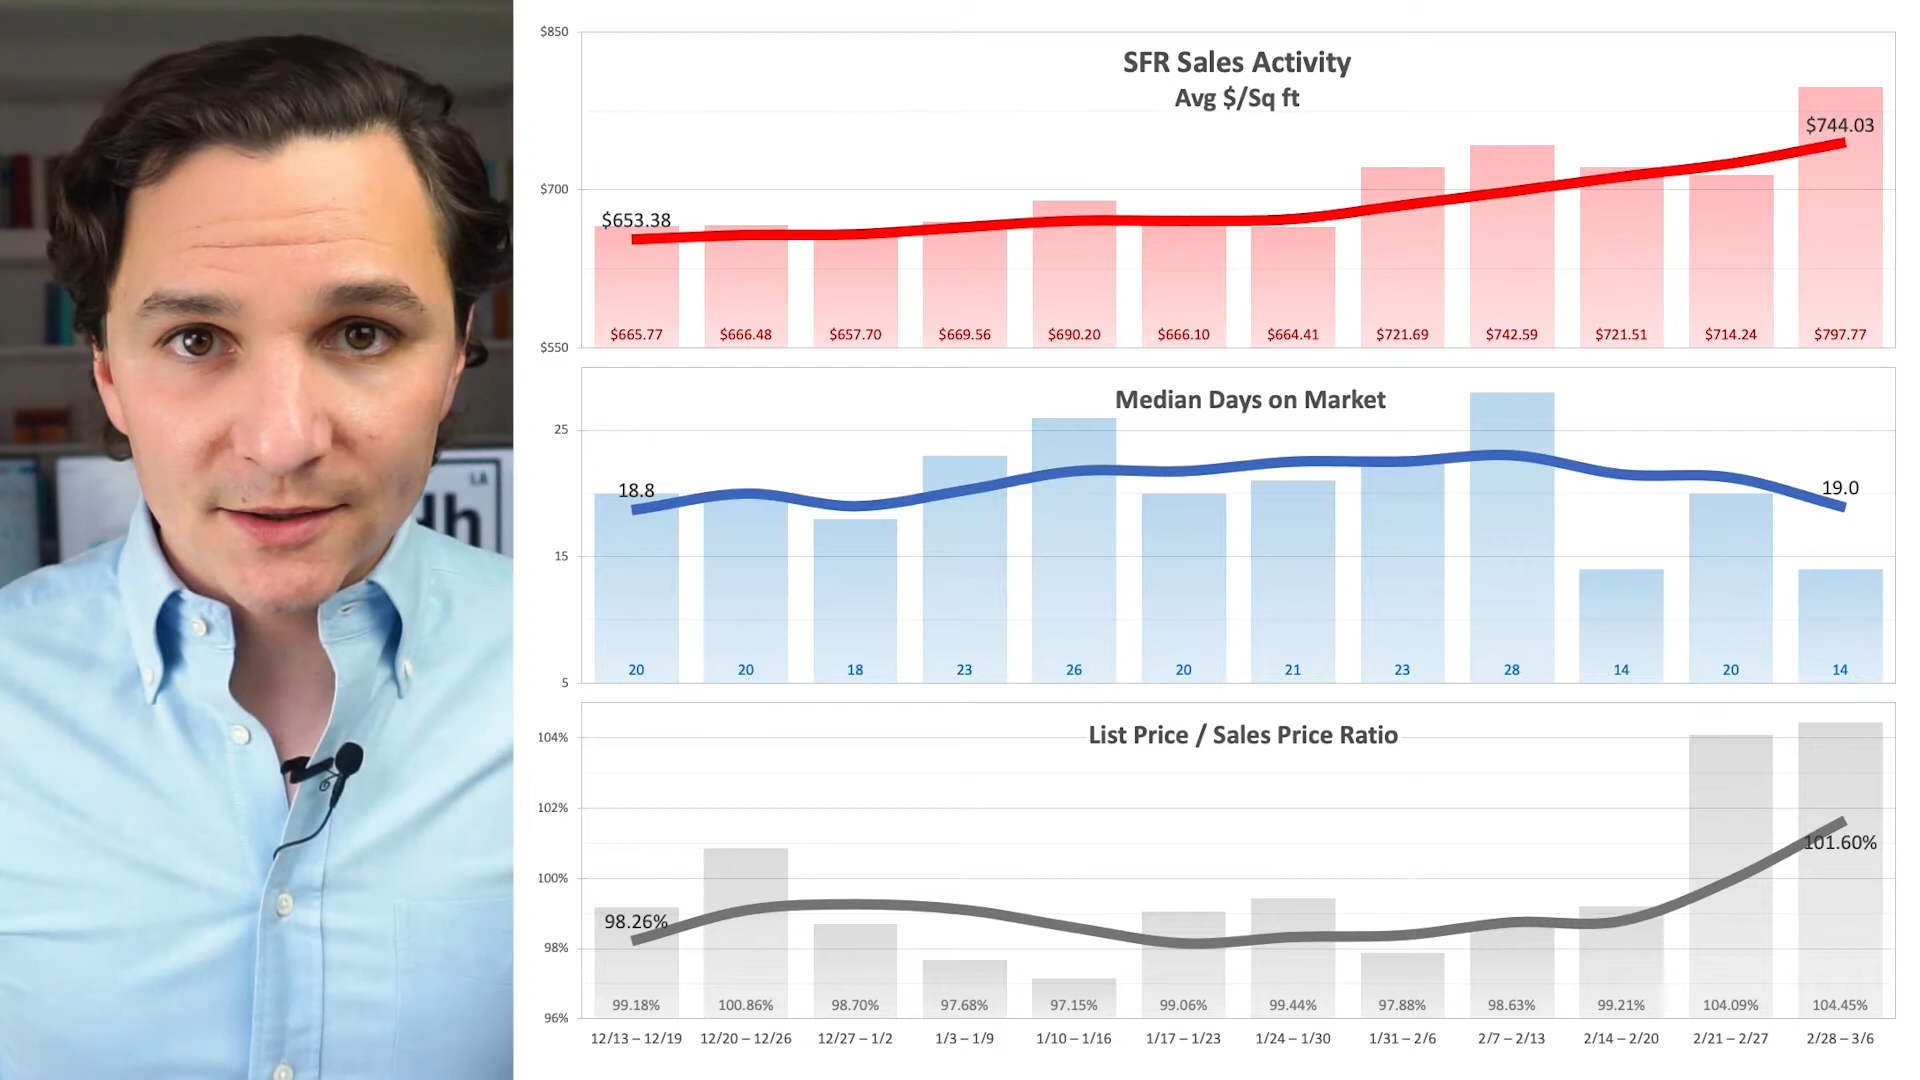 LA
dh
$850
SFR Sales Activity
Avg $/Sq ft
$744.03
$700
$653.38
$550
$665.77 $666.48 $657.70 $669.56 $690.20 $666.10 $664.41 $721.69 $742.59 $721.51 $714.24 $797.77
Median Days on Market
25
18.8
19.0
15
20 20 18 23 26 20 21 23 28 14 20 14
5
List Price / Sales Price Ratio
104%
102%
101.60%
100%
98.26%
98%
99.18% 100.86% 98.70% 97.68% 97.15% 99.06% 99.44% 97.88% 98.63% 99.21% 104.09% 104.45%
96%
12/13 – 12/19 12/20 – 12/26 12/27 – 1/2 1/3 – 1/9 1/10 – 1/16 1/17 – 1/23 1/24 – 1/30 1/31 – 2/6 2/7 – 2/13 2/14 – 2/20 2/21 – 2/27 2/28 – 3/6